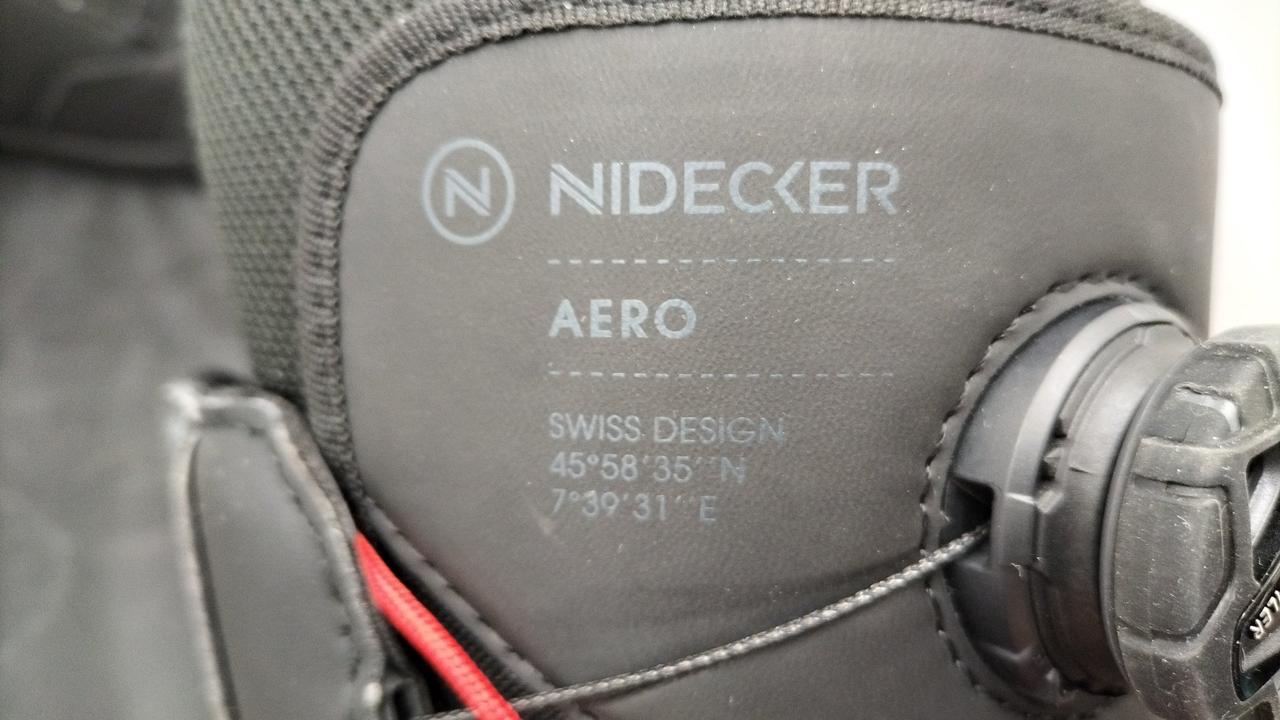 N NIDECKER
AERO
SWISS DESIGN
45°58'35''N
7°39'31''E